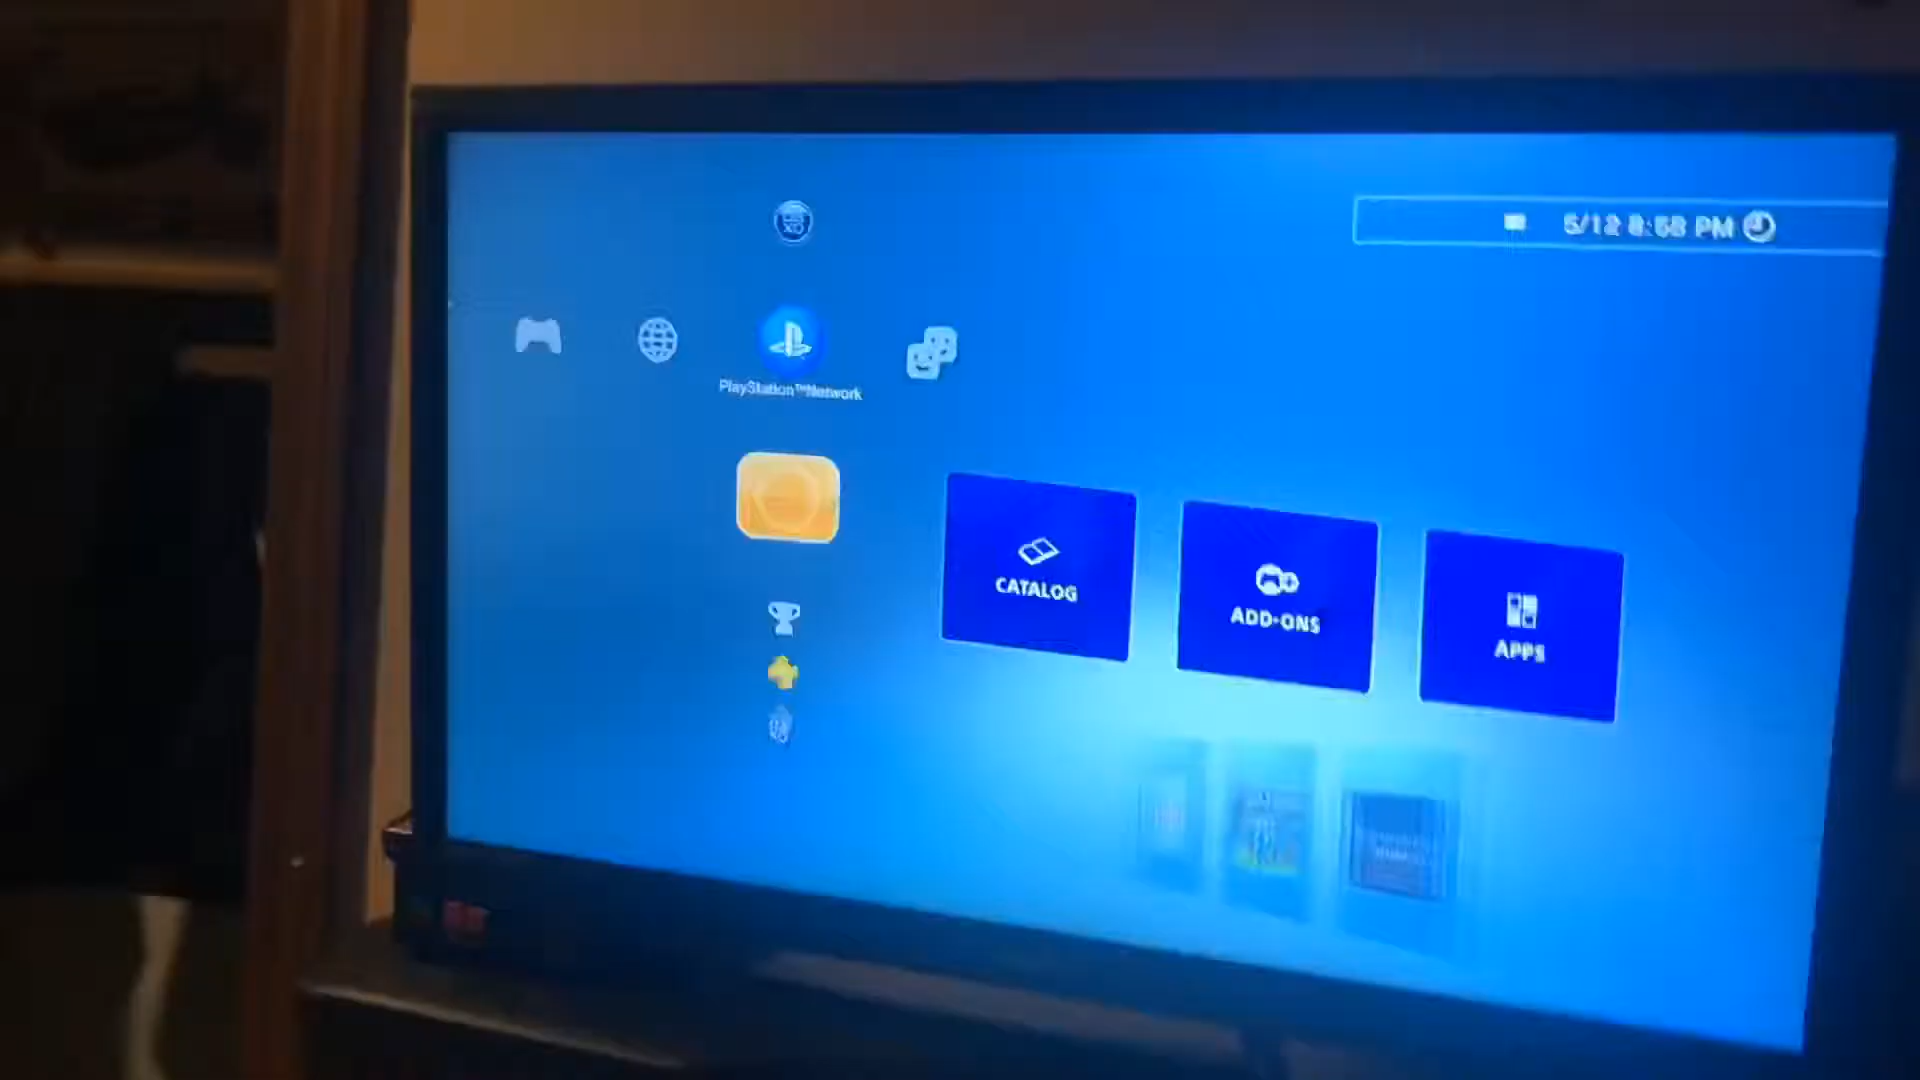 5/12 8:58 PM
PlayStation™Network
CATALOG
ADD-ONS
APPS